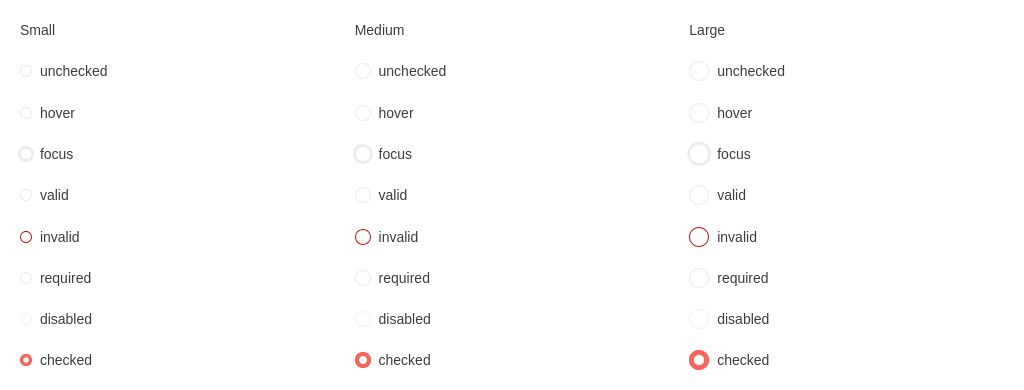 Small
unchecked
hover
focus
valid
invalid
required
disabled
checked
Medium
unchecked
hover
focus
valid
invalid
required
disabled
checked
Large
unchecked
hover
focus
valid
invalid
required
disabled
checked